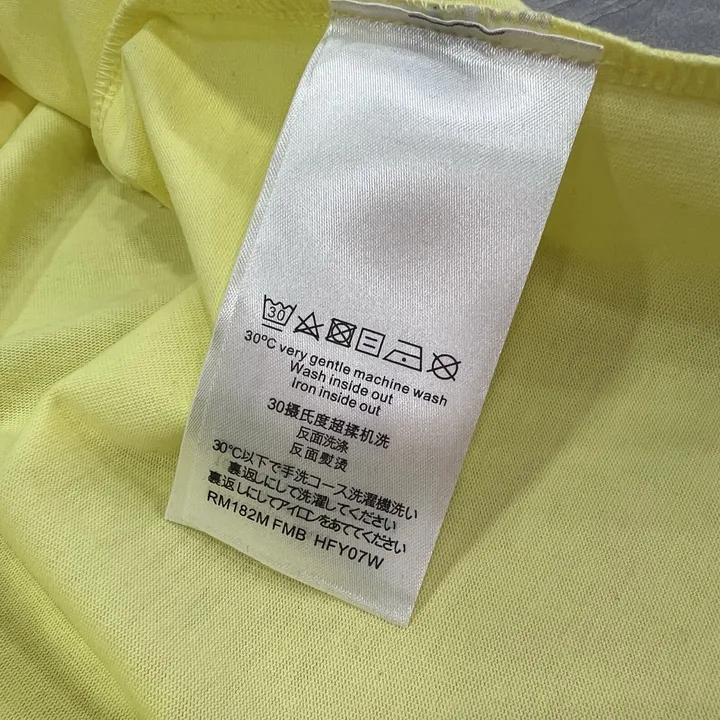 30
30°C very gentle machine wash
Wash inside out
Iron inside out
30摄氏度超揉机洗
反面洗涤
反面熨烫
30℃以下で手洗コース洗濯機洗い
裏返しにして洗濯してください
裏返しにしてアイロンをあててください
RM182M FMB HFY07W